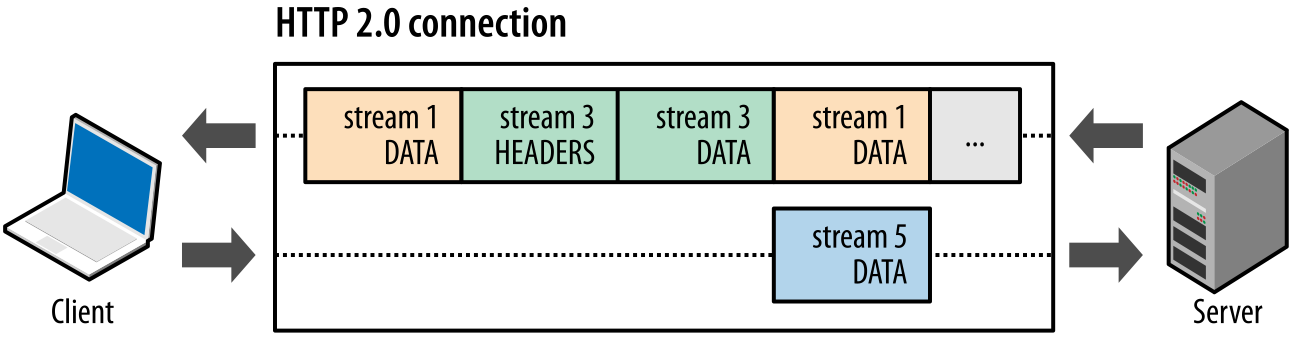 HTTP 2.0 connection
stream 1
DATA
stream 3
HEADERS
stream 3
DATA
stream 1
DATA
...
stream 5
DATA
Client
Server